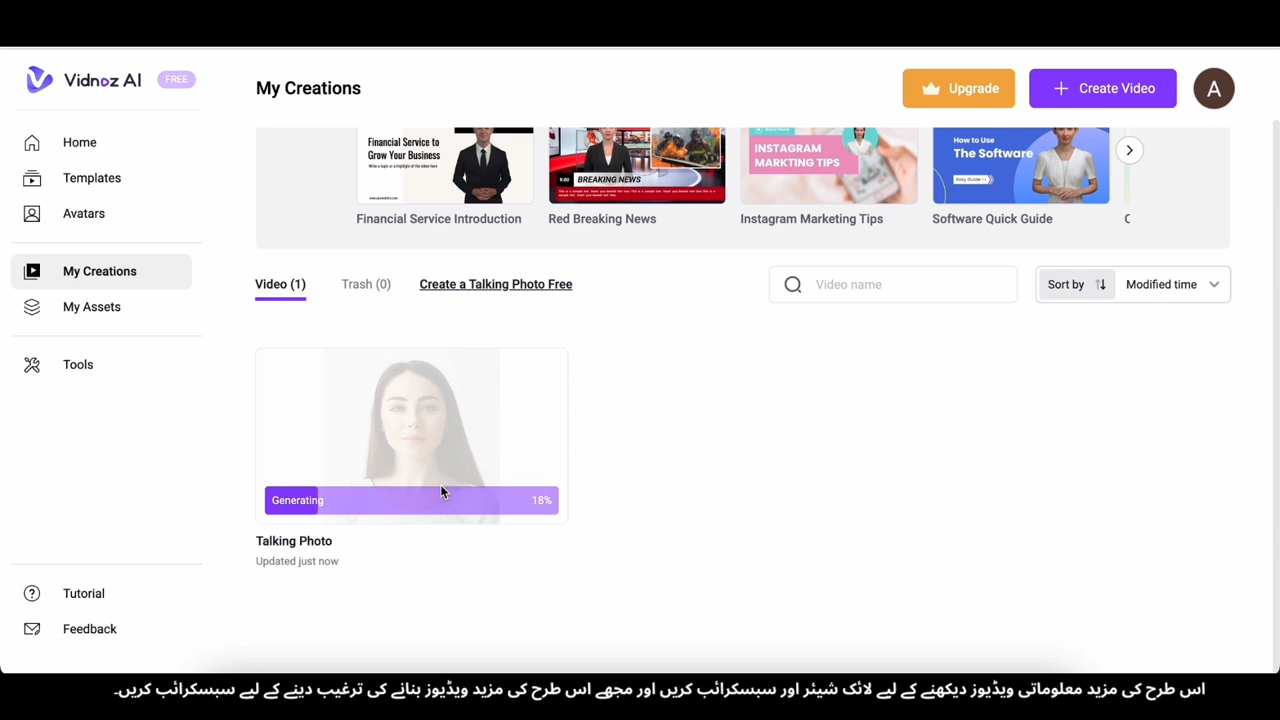 Vidnoz AI FREE
My Creations
Upgrade
+ Create Video
A
Home
Templates
Avatars
My Creations
My Assets
Tools
Tutorial
Feedback
Financial Service to
Grow Your Business
Financial Service Introduction
9:00 BREAKING NEWS
Red Breaking News
INSTAGRAM
MARKTING TIPS
Instagram Marketing Tips
How to Use
The Software
Software Quick Guide
Video (1)
Trash (0)
Create a Talking Photo Free
Video name
Sort by
Modified time
Generating 18%
Talking Photo
Updated just now
اس طرح کی مزید معلوماتی ویڈیوز دیکھنے کے لیے لائک شیئر اور سبسکرائب کریں اور مجھے اس طرح کی مزید ویڈیوز بنانے کی ترغیب دینے کے لیے سبسکرائب کریں۔